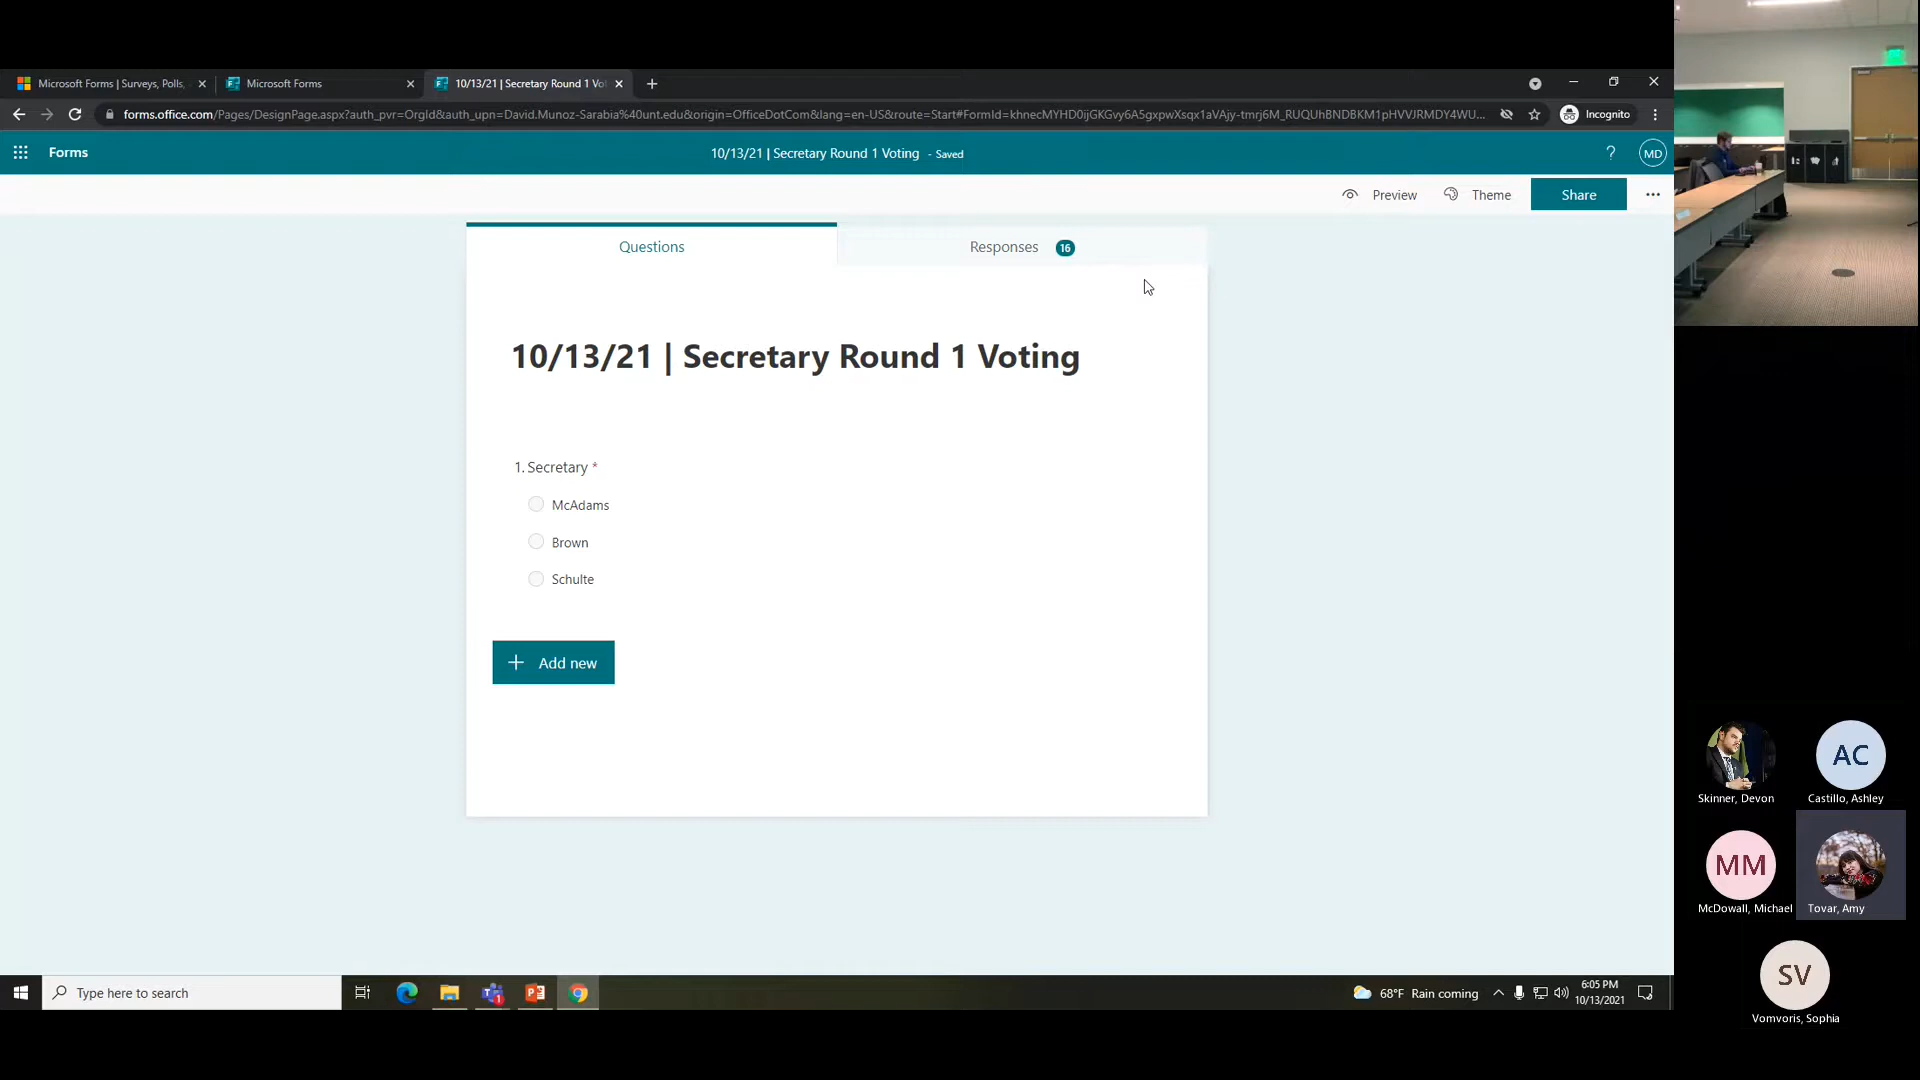 Microsoft Forms | Surveys, Polls,
Microsoft Forms
10/13/21 | Secretary Round 1 Vot
forms.office.com/Pages/DesignPage.aspx?auth_pvr=OrgId&auth_upn=David.Munoz-Sarabia%40unt.edu&origin=OfficeDotCom&lang=en-US&route=Start#FormId=khnecMYHD0ijGKGvy6A5gxpwXsqx1aVAjy-tmrj6M_RUQUhBNDBKM1pHVVJRMDY4WU...
Incognito
Forms
10/13/21 | Secretary Round 1 Voting - Saved
?
MD
Preview
Theme
Share
Questions
Responses 16
10/13/21 | Secretary Round 1 Voting
1. Secretary *
McAdams
Brown
Schulte
+ Add new
Skinner, Devon
AC
Castillo, Ashley
MM
McDowall, Michael
Tovar, Amy
SV
Vomvoris, Sophia
Type here to search
68°F Rain coming
6:05 PM
10/13/2021